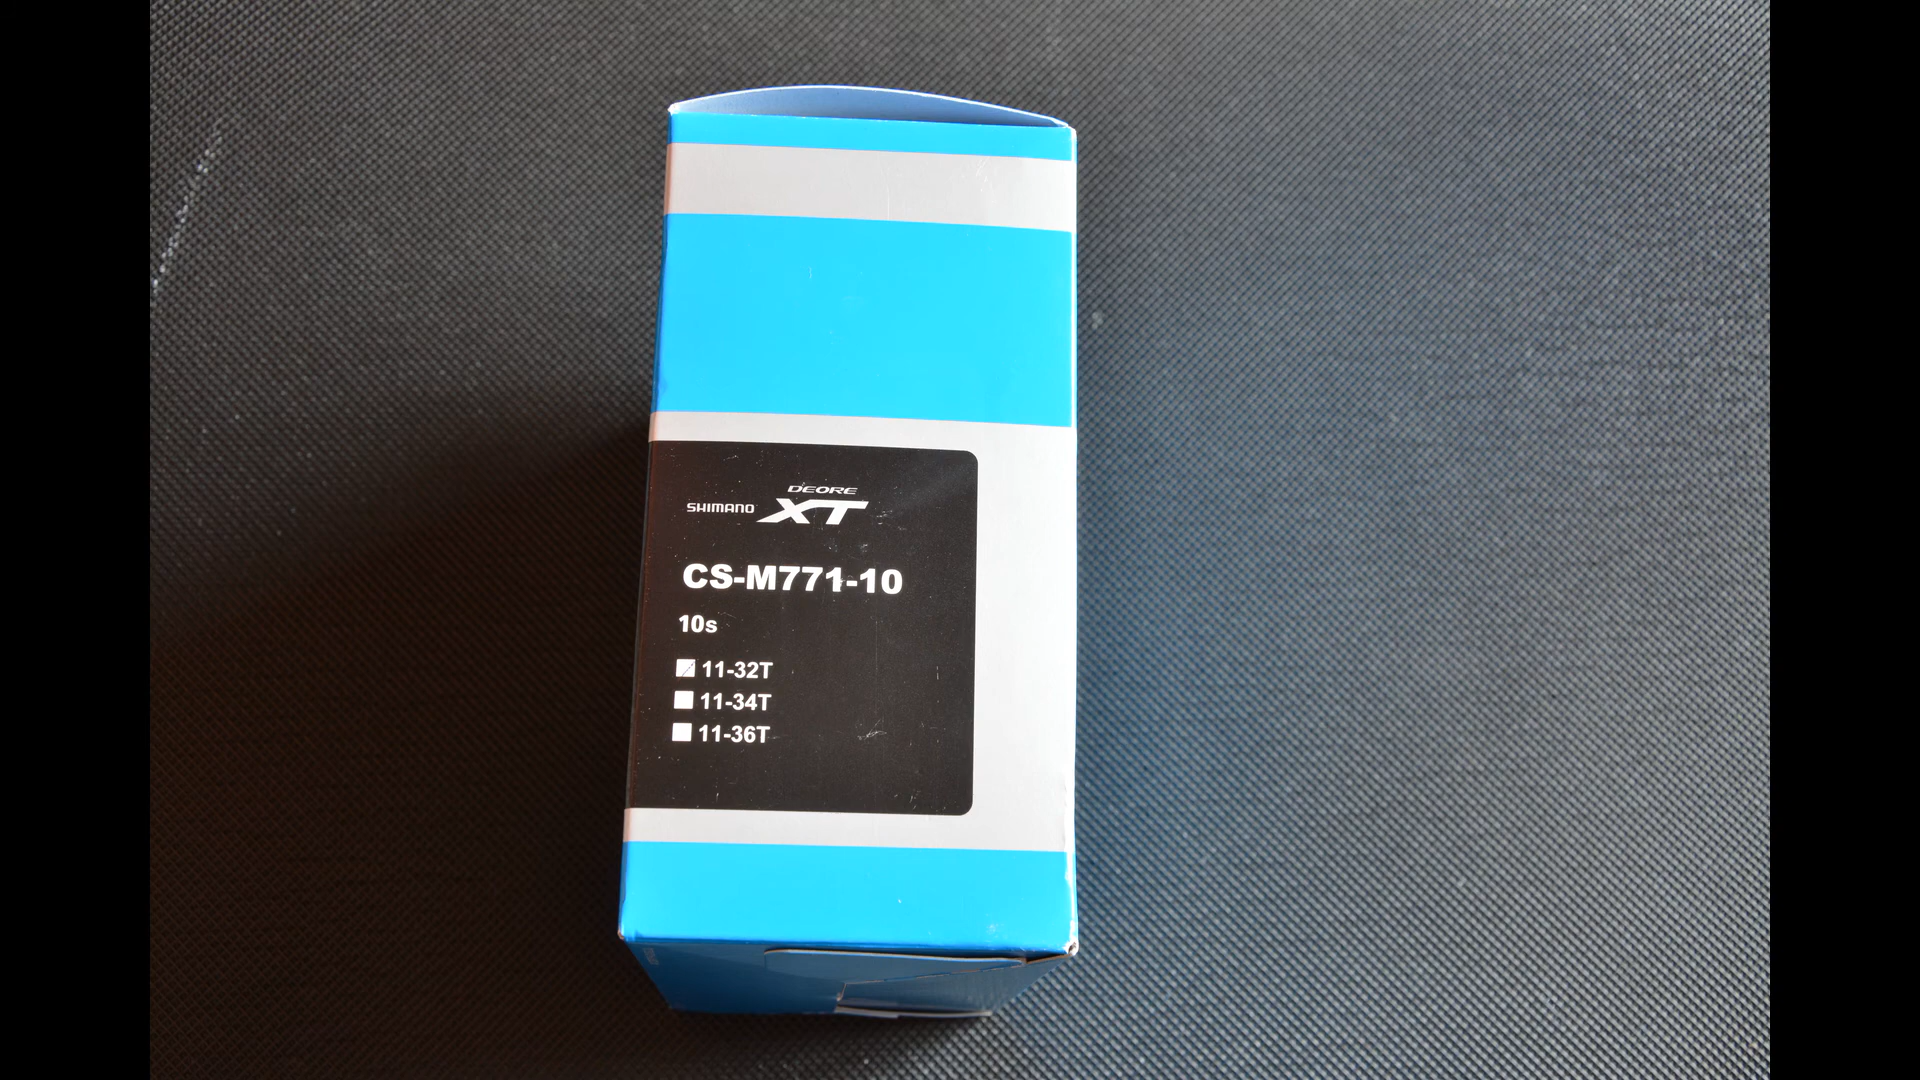 DEORE
SHIMANO XT
CS-M771-10
10s
11-32T
11-34T
11-36T